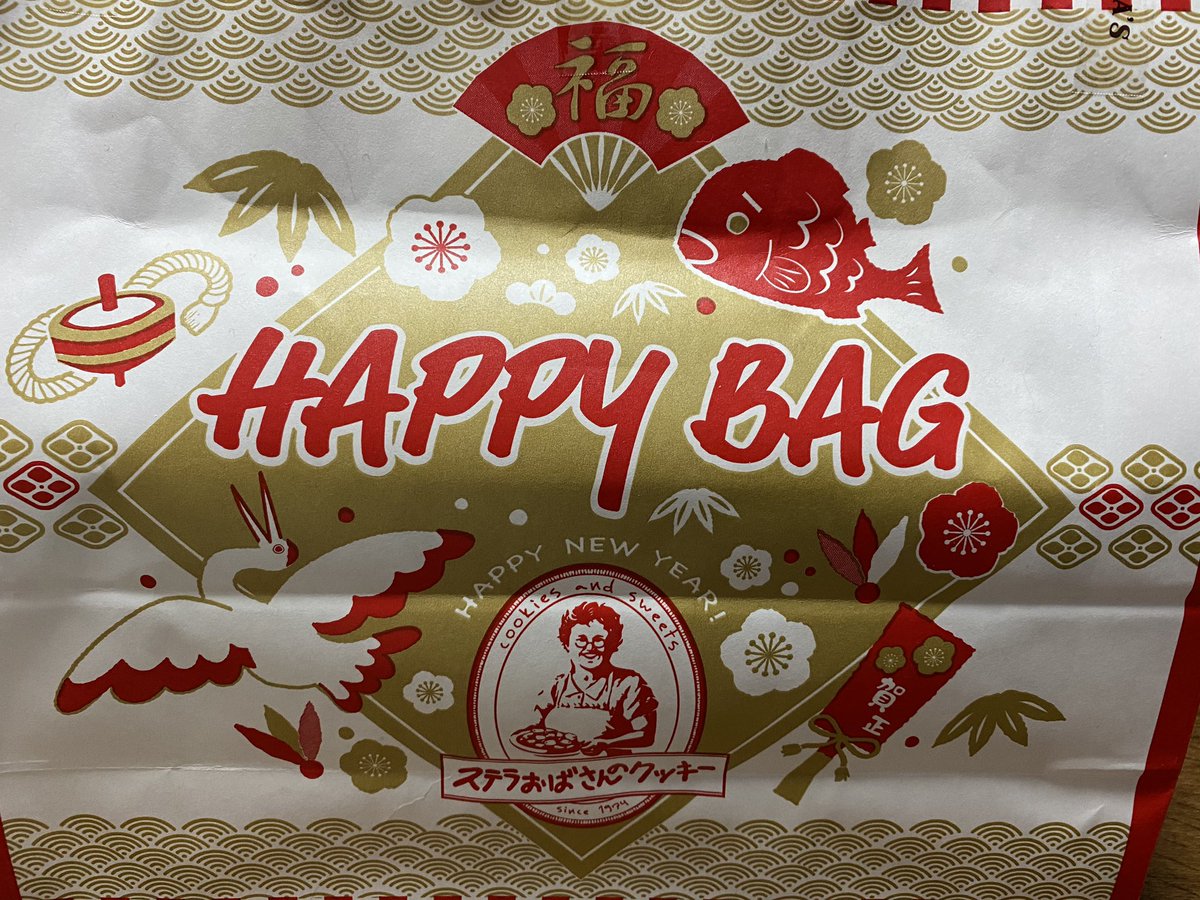 A'S
福
HAPPY BAG
HAPPY NEW YEAR!
cookies and sweets
賀正
ステラおばさんのクッキー
since 1974